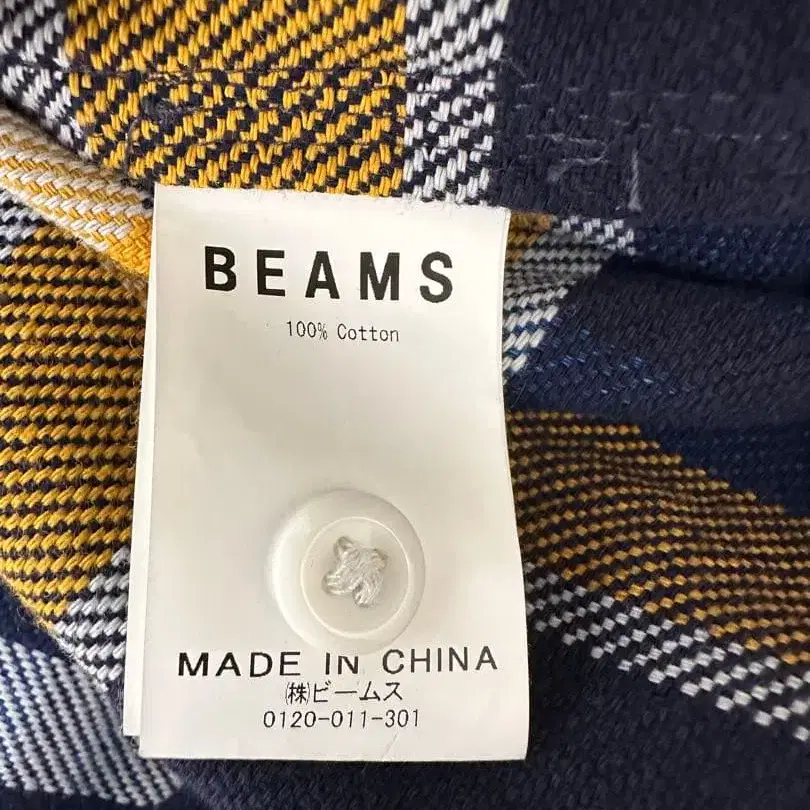 BEAMS
100% Cotton
MADE IN CHINA
㈱ビームス
0120-011-301